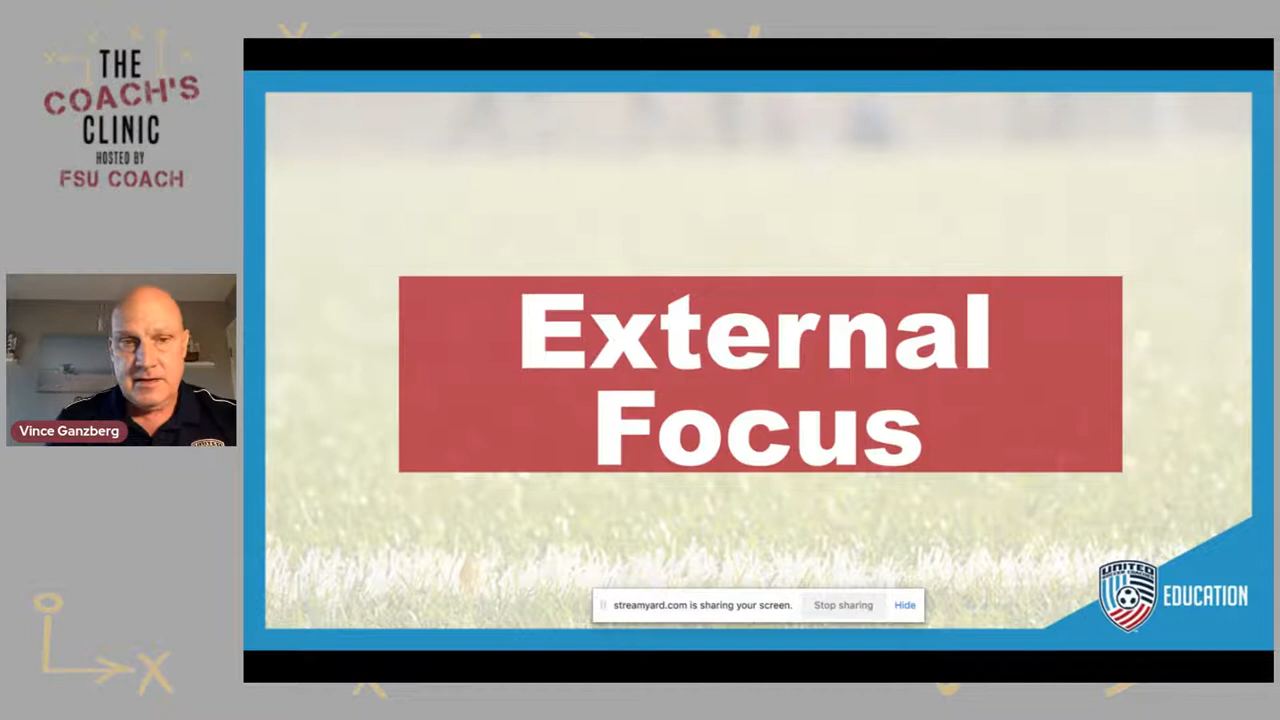 THE
COACH'S
CLINIC
HOSTED BY
FSU COACH
Vince Ganzberg
External
Focus
streamyard.com is sharing your screen.
Stop sharing
Hide
UNITED
EDUCATION